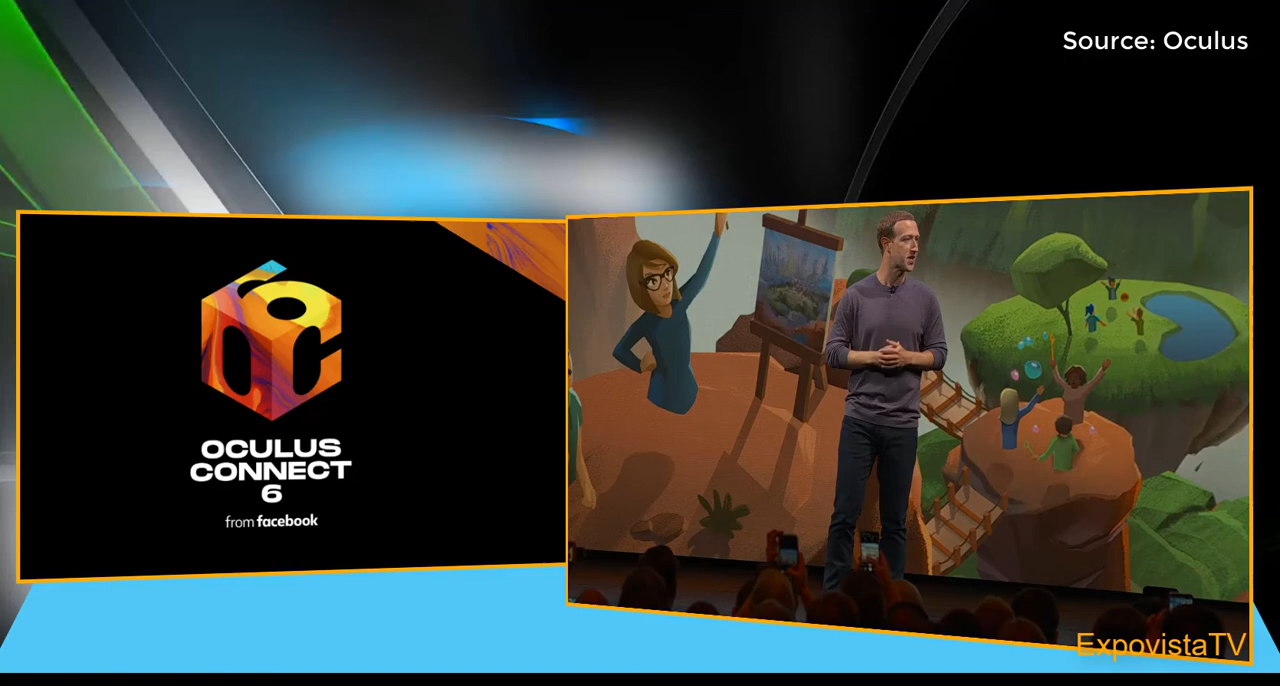 Source: Oculus
OCULUS
CONNECT
6
from facebook
ExpovistaTV